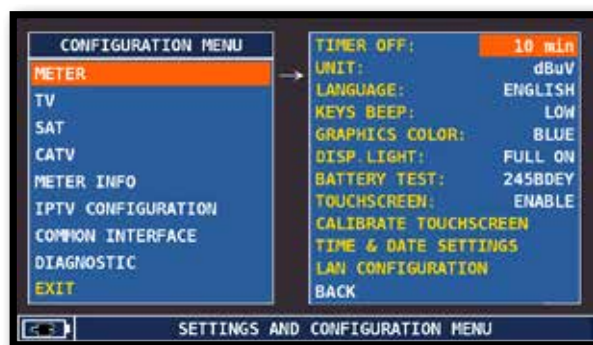 CONFIGURATION MENU
METER
TV
SAT
CATV
METER INFO
IPTV CONFIGURATION
COMMON INTERFACE
DIAGNOSTIC
EXIT
→
TIMER OFF: 10 min
UNIT: dBuV
LANGUAGE: ENGLISH
KEYS BEEP: LOW
GRAPHICS COLOR: BLUE
DISP.LIGHT: FULL ON
BATTERY TEST: 245BDEY
TOUCHSCREEN: ENABLE
CALIBRATE TOUCHSCREEN
TIME & DATE SETTINGS
LAN CONFIGURATION
BACK
SETTINGS AND CONFIGURATION MENU